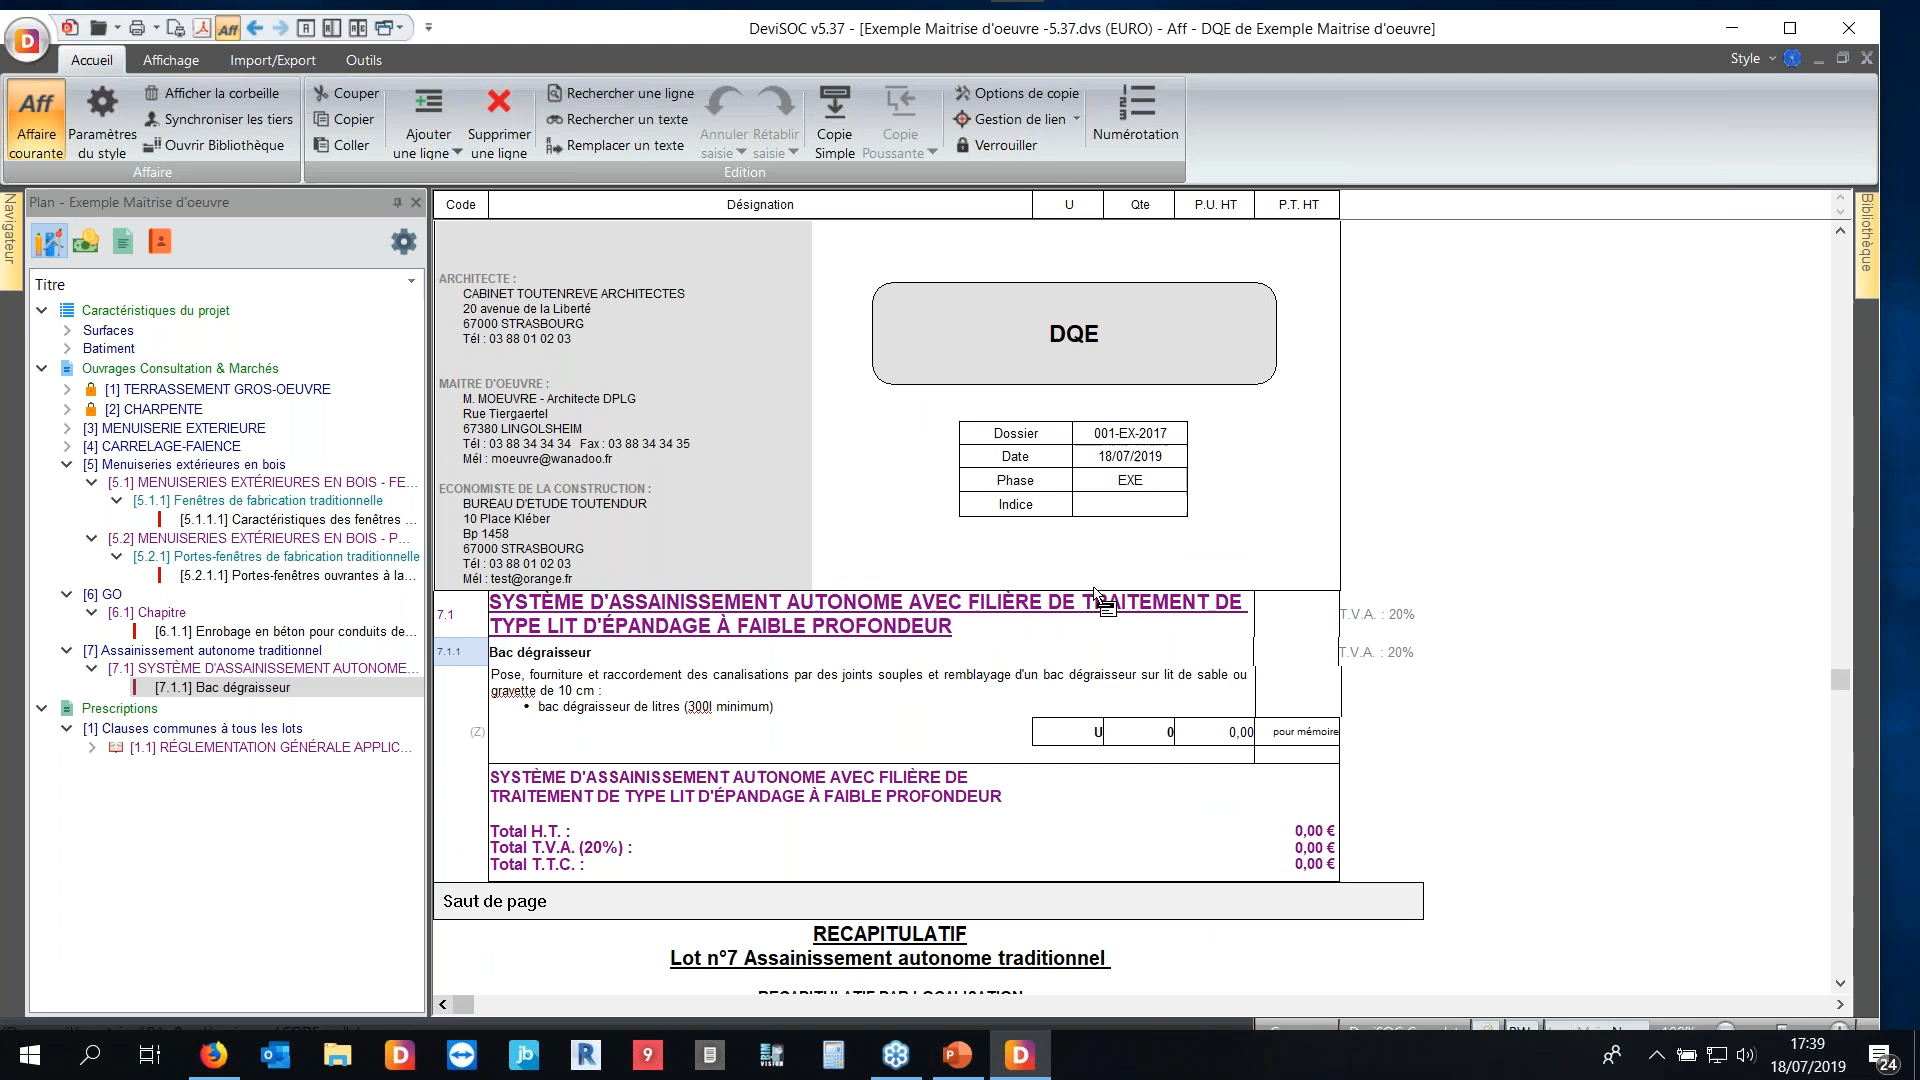 DeviSOC v5.37 - [Exemple Maitrise d'oeuvre -5.37.dvs (EURO) - Aff - DQE de Exemple Maitrise d'oeuvre]
Accueil Affichage Import/Export Outils
Style
Aff
Affaire courante
Paramètres du style
Afficher la corbeille
Synchroniser les tiers
Ouvrir Bibliothèque
Affaire
Couper
Copier
Coller
Ajouter une ligne
Supprimer une ligne
Rechercher une ligne
Rechercher un texte
Remplacer un texte
Annuler saisie
Rétablir saisie
Copie Simple
Copie Poussante
Options de copie
Gestion de lien
Verrouiller
Numérotation
Edition
Navigateur
Plan - Exemple Maitrise d'oeuvre
Titre
Caractéristiques du projet
Surfaces
Batiment
Ouvrages Consultation & Marchés
[1] TERRASSEMENT GROS-OEUVRE
[2] CHARPENTE
[3] MENUISERIE EXTERIEURE
[4] CARRELAGE-FAIENCE
[5] Menuiseries extérieures en bois
[5.1] MENUISERIES EXTÉRIEURES EN BOIS - FE...
[5.1.1] Fenêtres de fabrication traditionnelle
[5.1.1.1] Caractéristiques des fenêtres ...
[5.2] MENUISERIES EXTÉRIEURES EN BOIS - P...
[5.2.1] Portes-fenêtres de fabrication traditionnelle
[5.2.1.1] Portes-fenêtres ouvrantes à la...
[6] GO
[6.1] Chapitre
[6.1.1] Enrobage en béton pour conduits de...
[7] Assainissement autonome traditionnel
[7.1] SYSTÈME D'ASSAINISSEMENT AUTONOME...
[7.1.1] Bac dégraisseur
Prescriptions
[1] Clauses communes à tous les lots
[1.1] RÉGLEMENTATION GÉNÉRALE APPLIC...
Code Désignation U Qte P.U. HT P.T. HT
Bibliothèque
ARCHITECTE :
CABINET TOUTENREVE ARCHITECTES
20 avenue de la Liberté
67000 STRASBOURG
Tél : 03 88 01 02 03
MAITRE D'OEUVRE :
M. MOEUVRE - Architecte DPLG
Rue Tiergaertel
67380 LINGOLSHEIM
Tél : 03 88 34 34 34 Fax : 03 88 34 34 35
Mél : moeuvre@wanadoo.fr
ECONOMISTE DE LA CONSTRUCTION :
BUREAU D'ETUDE TOUTENDUR
10 Place Kléber
Bp 1458
67000 STRASBOURG
Tél : 03 88 01 02 03
Mél : test@orange.fr
DQE
Dossier 001-EX-2017
Date 18/07/2019
Phase EXE
Indice
7.1 SYSTÈME D'ASSAINISSEMENT AUTONOME AVEC FILIÈRE DE TRAITEMENT DE T.V.A. : 20%
TYPE LIT D'ÉPANDAGE À FAIBLE PROFONDEUR
7.1.1 Bac dégraisseur T.V.A. : 20%
Pose, fourniture et raccordement des canalisations par des joints souples et remblayage d'un bac dégraisseur sur lit de sable ou
gravette de 10 cm :
• bac dégraisseur de litres (300l minimum)
(Z) U 0 0,00 pour mémoire
SYSTÈME D'ASSAINISSEMENT AUTONOME AVEC FILIÈRE DE
TRAITEMENT DE TYPE LIT D'ÉPANDAGE À FAIBLE PROFONDEUR
Total H.T. : 0,00 €
Total T.V.A. (20%) : 0,00 €
Total T.T.C. : 0,00 €
Saut de page
RECAPITULATIF
Lot n°7 Assainissement autonome traditionnel
17:39
18/07/2019
24